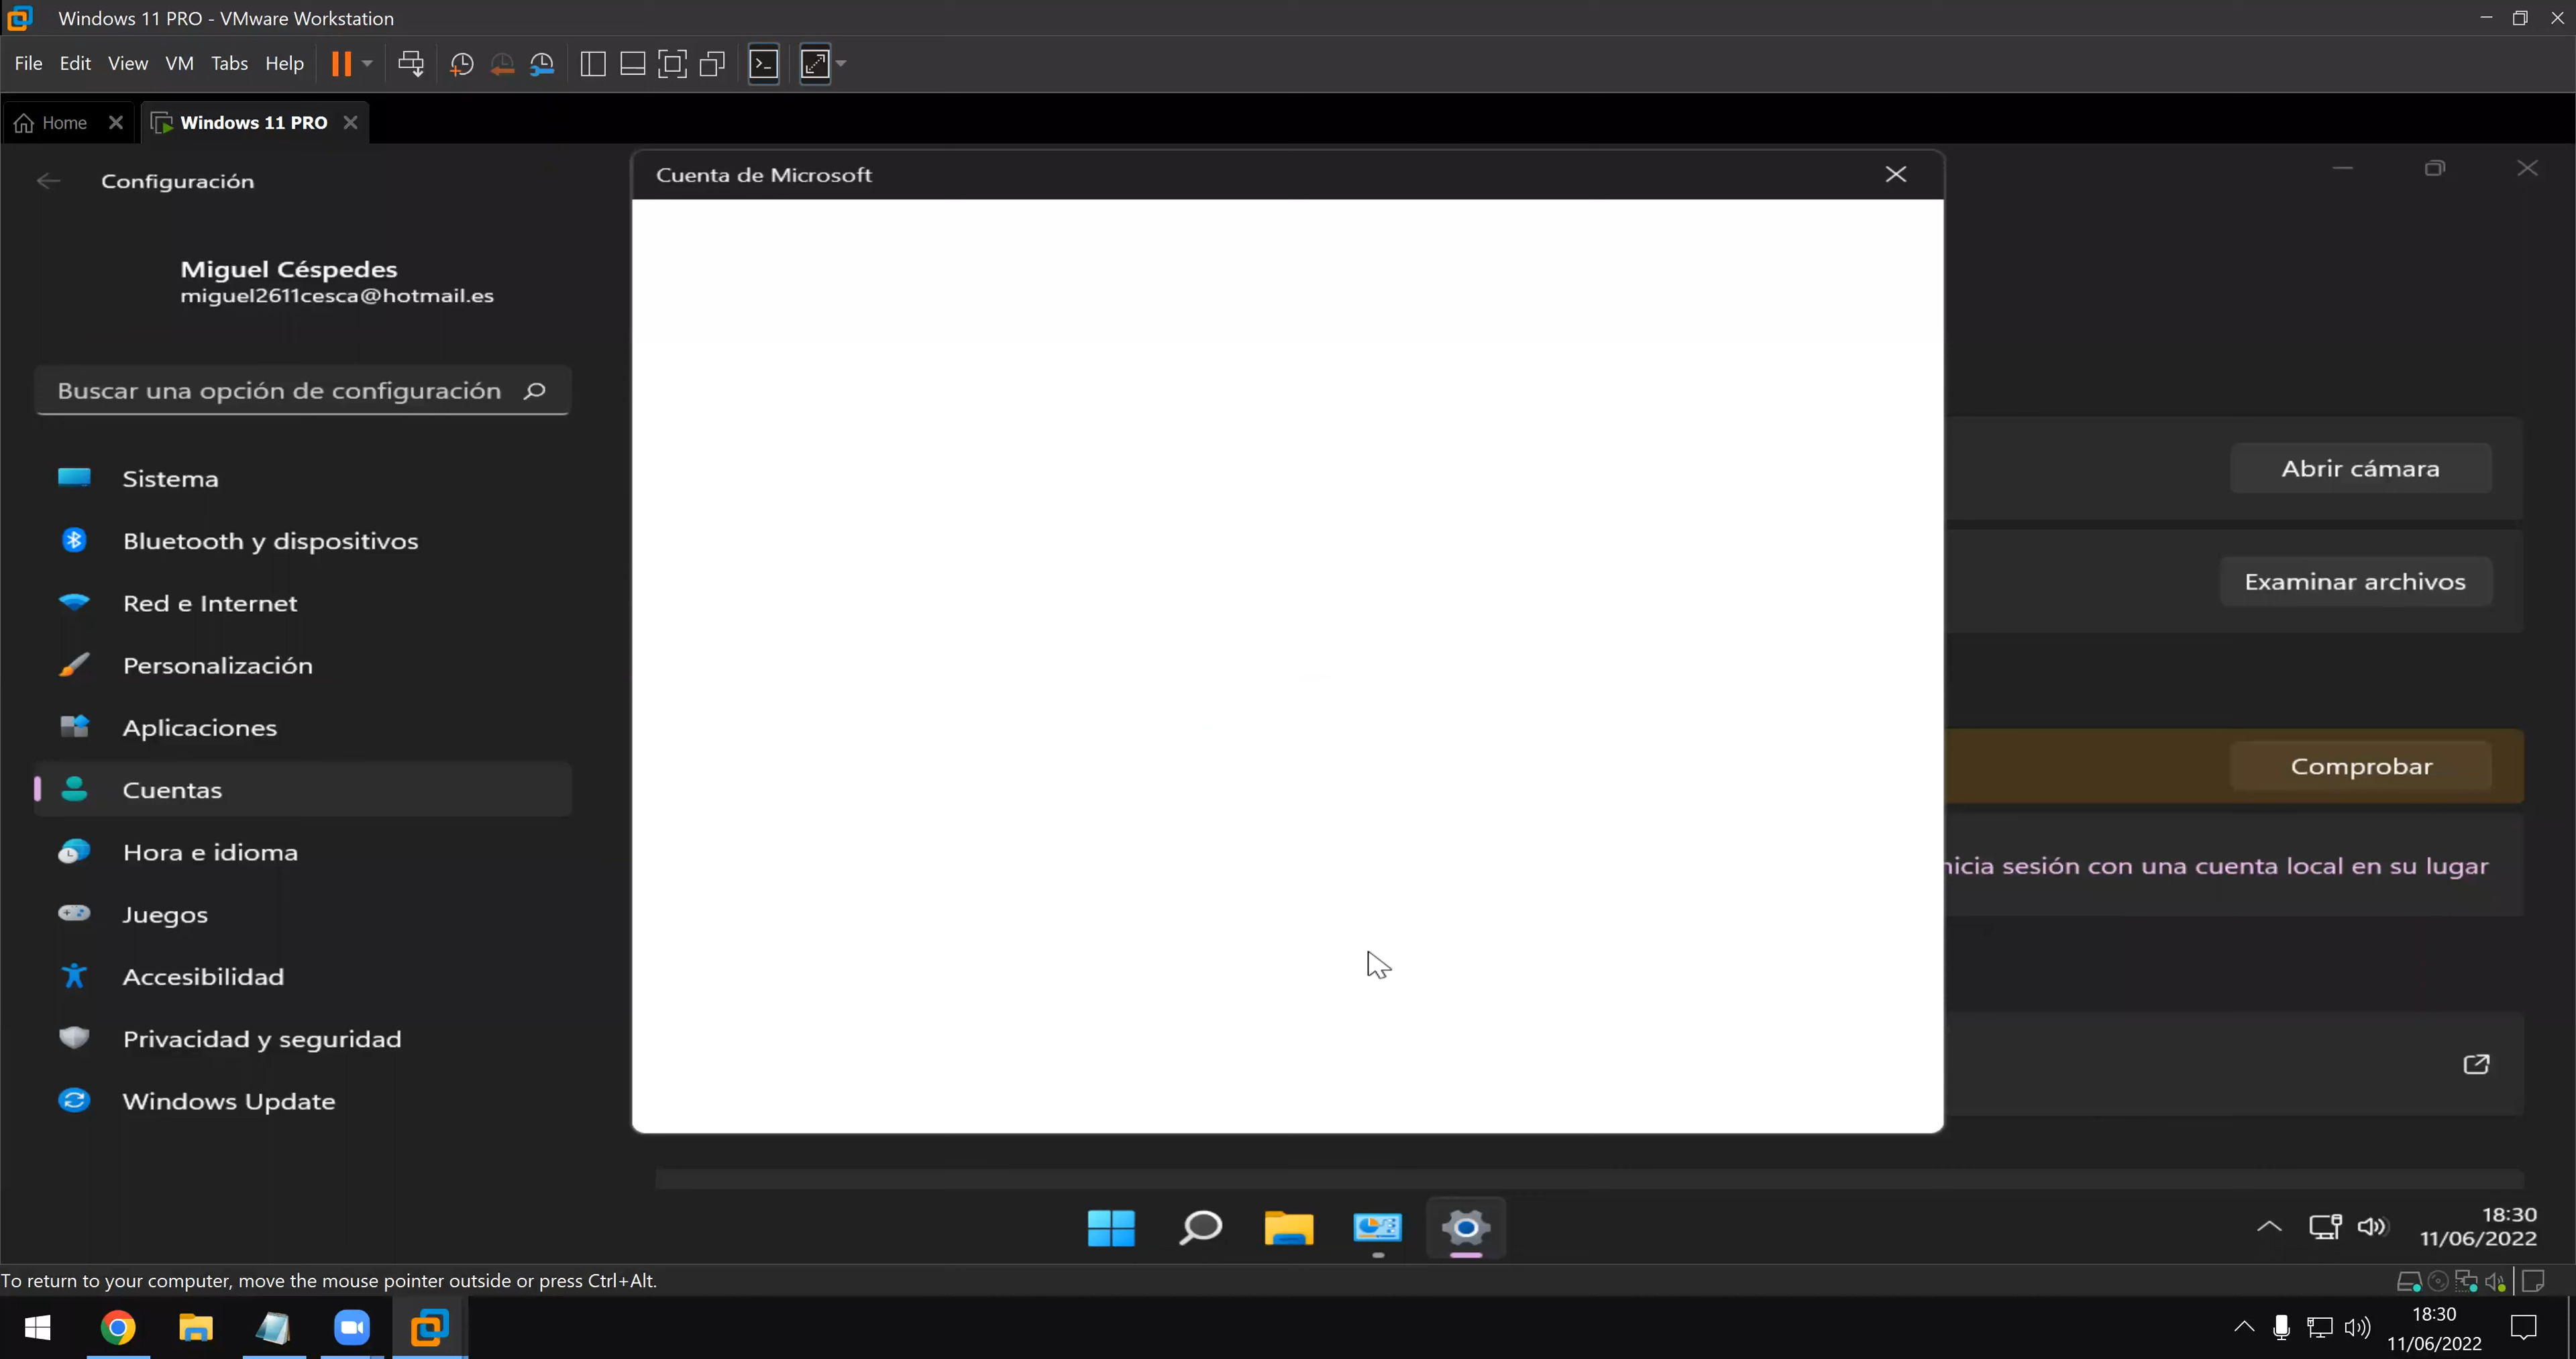 Windows 11 PRO - VMware Workstation
File Edit View VM Tabs Help
Home
Windows 11 PRO
Configuración
Cuenta de Microsoft
Miguel Céspedes
miguel2611cesca@hotmail.es
Buscar una opción de configuración
Sistema
Bluetooth y dispositivos
Red e Internet
Personalización
Aplicaciones
Cuentas
Hora e idioma
Juegos
Accesibilidad
Privacidad y seguridad
Windows Update
Abrir cámara
Examinar archivos
Comprobar
nicia sesión con una cuenta local en su lugar
18:30
11/06/2022
To return to your computer, move the mouse pointer outside or press Ctrl+Alt.
18:30
11/06/2022